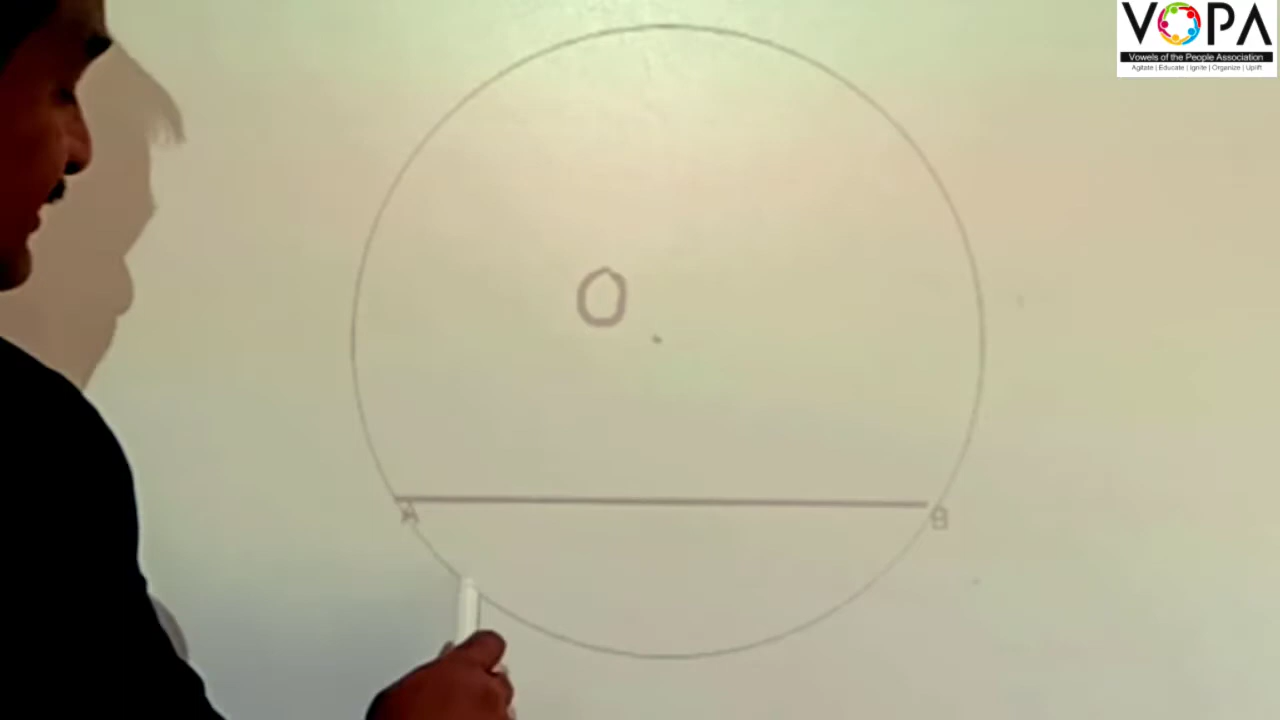 VOPA
Vowels of the People Association
Agitate | Educate | Ignite | Organize | Uplift
O
A
B